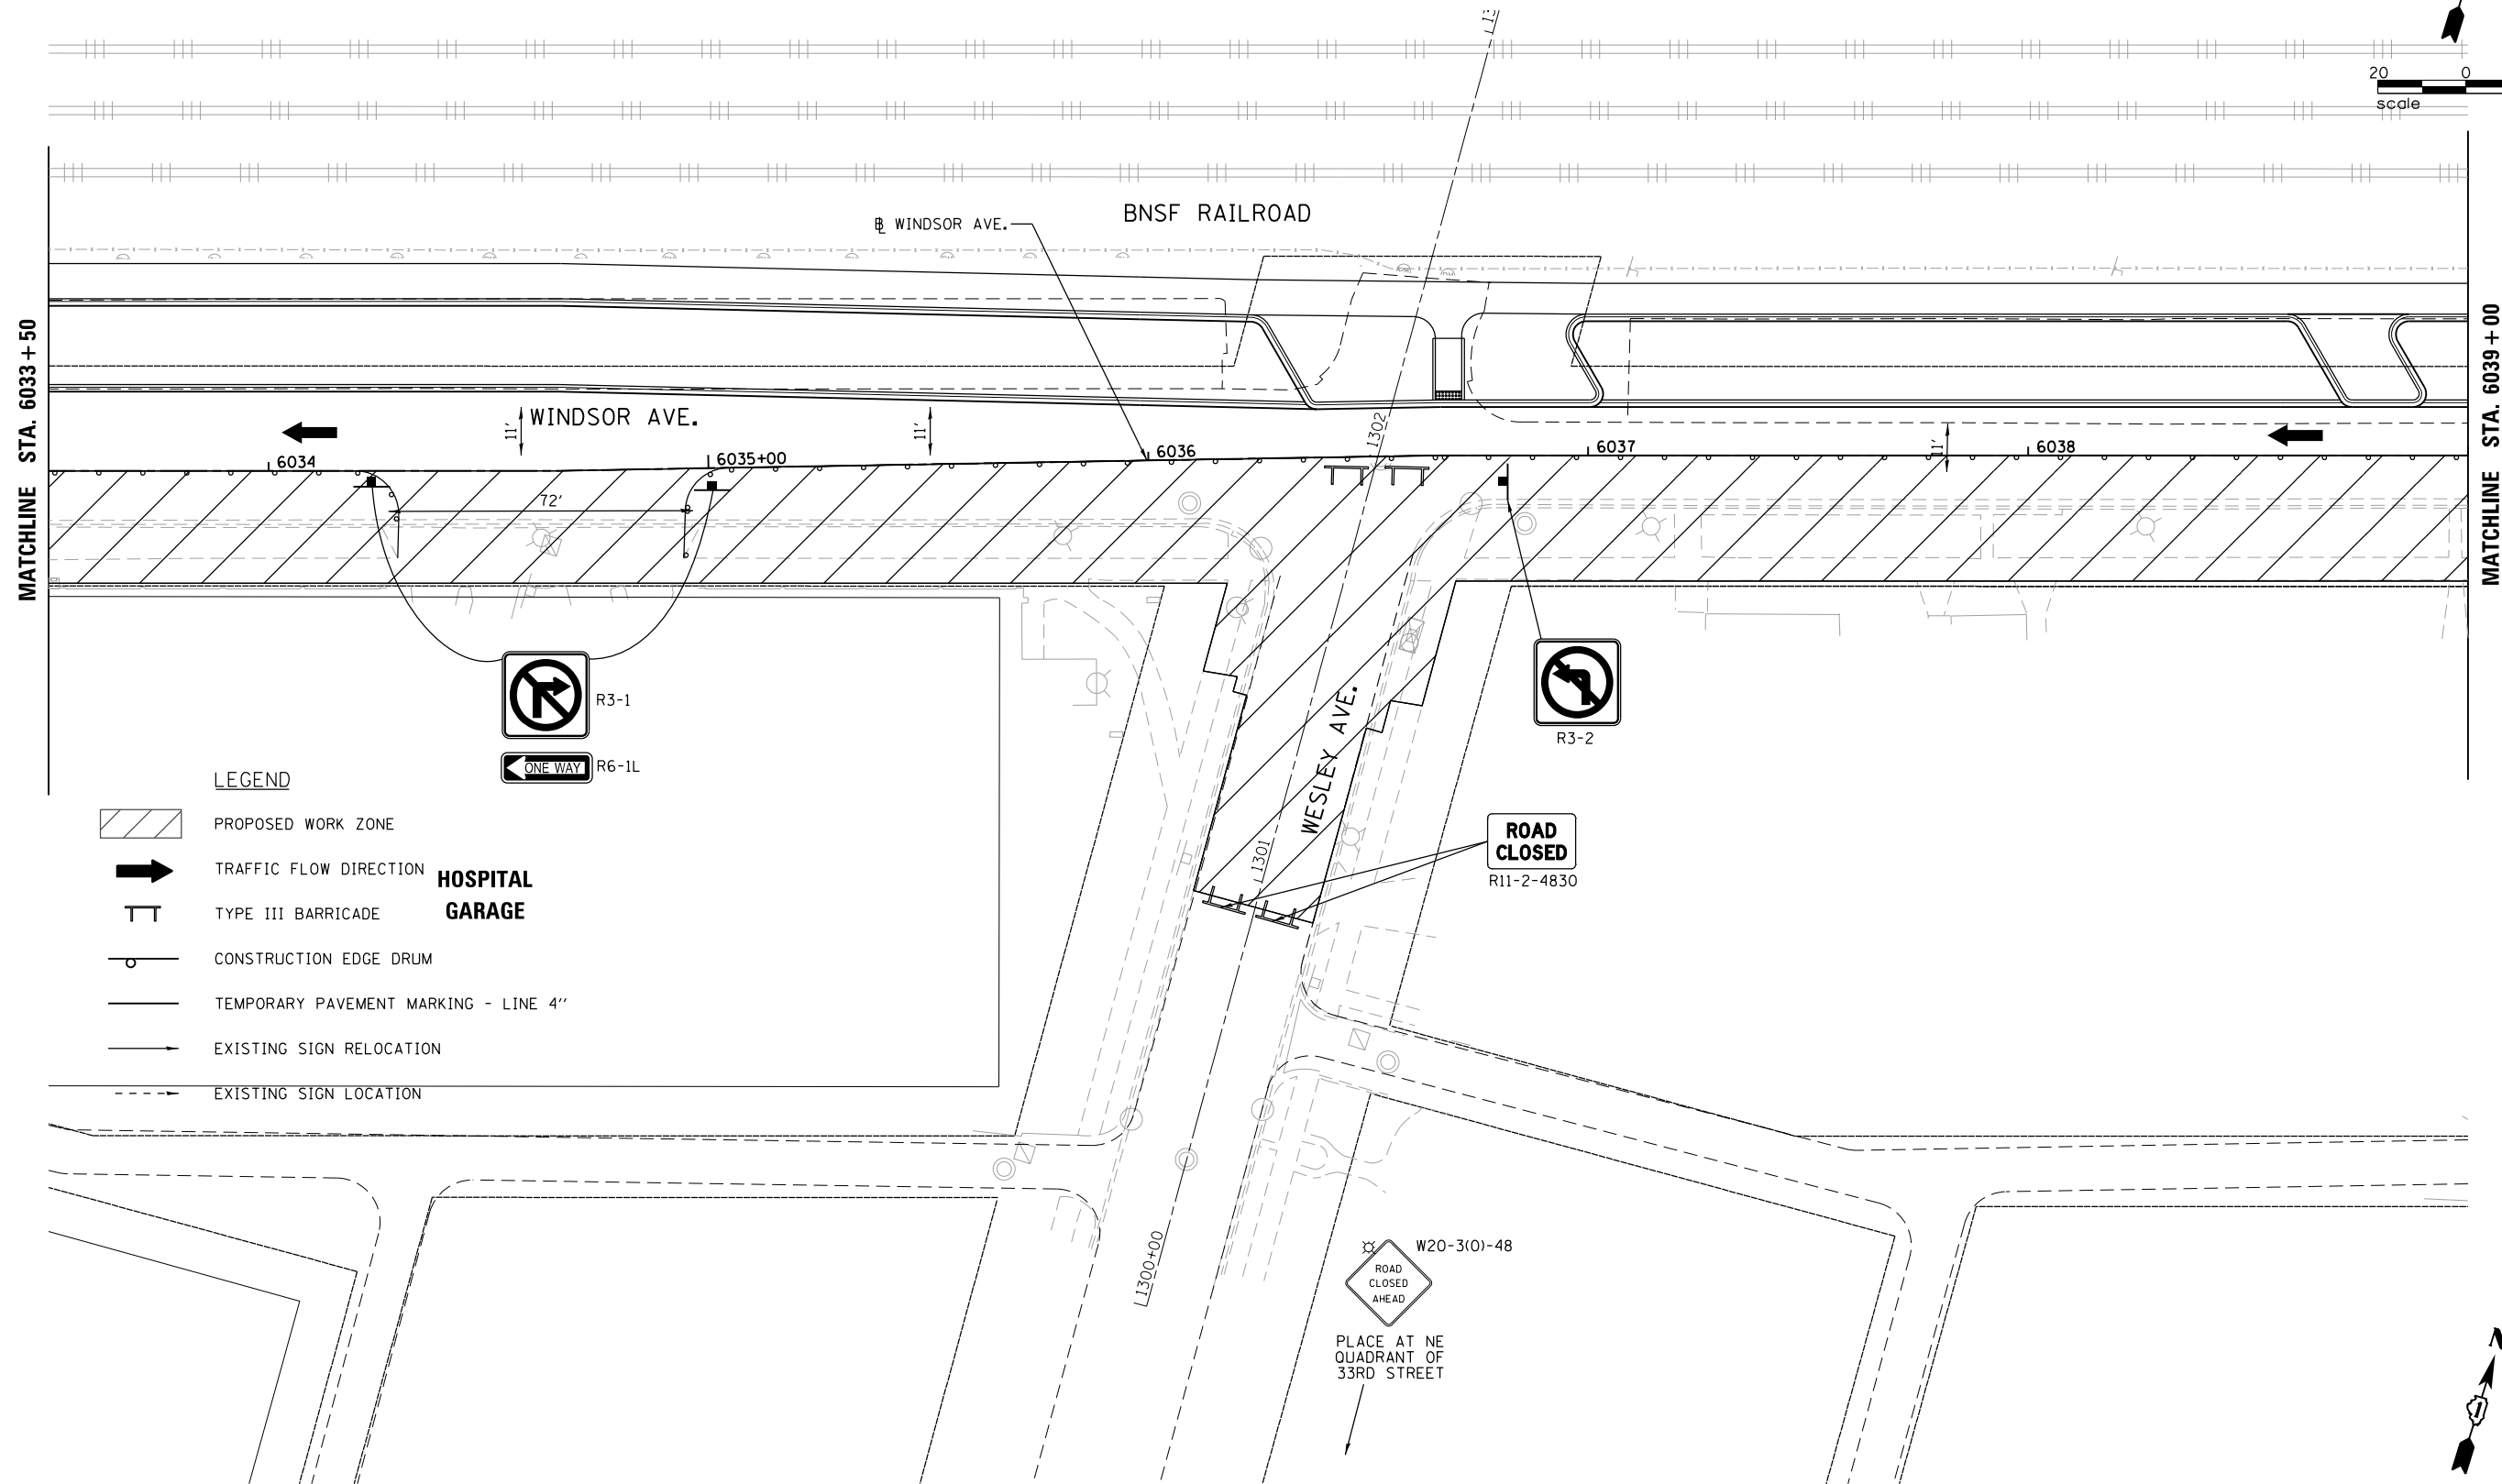 20 0
scale
BNSF RAILROAD
℄ WINDSOR AVE.
MATCHLINE STA. 6033+50
MATCHLINE STA. 6039+00
WINDSOR AVE.
11'
11'
11'
1302
6034
6035+00
6036
6037
6038
72'
R3-1
ONE WAY
R6-1L
R3-2
WESLEY AVE.
ROAD
CLOSED
R11-2-4830
L1301
LEGEND
PROPOSED WORK ZONE
TRAFFIC FLOW DIRECTION
TYPE III BARRICADE
CONSTRUCTION EDGE DRUM
TEMPORARY PAVEMENT MARKING - LINE 4''
EXISTING SIGN RELOCATION
EXISTING SIGN LOCATION
HOSPITAL
GARAGE
L1300+00
W20-3(O)-48
ROAD
CLOSED
AHEAD
PLACE AT NE
QUADRANT OF
33RD STREET